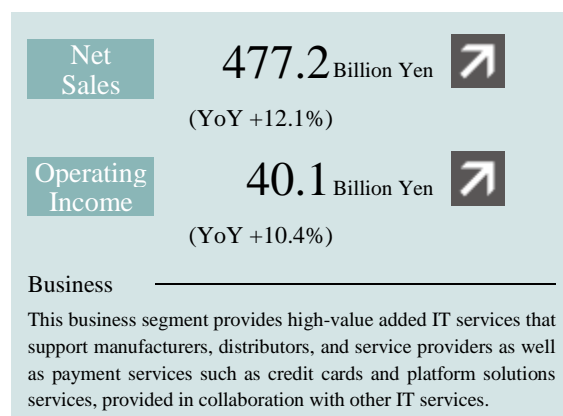 Net
Sales
477.2 Billion Yen
(YoY +12.1%)
Operating
Income
40.1 Billion Yen
(YoY +10.4%)
Business
This business segment provides high-value added IT services that
support manufacturers, distributors, and service providers as well
as payment services such as credit cards and platform solutions
services, provided in collaboration with other IT services.